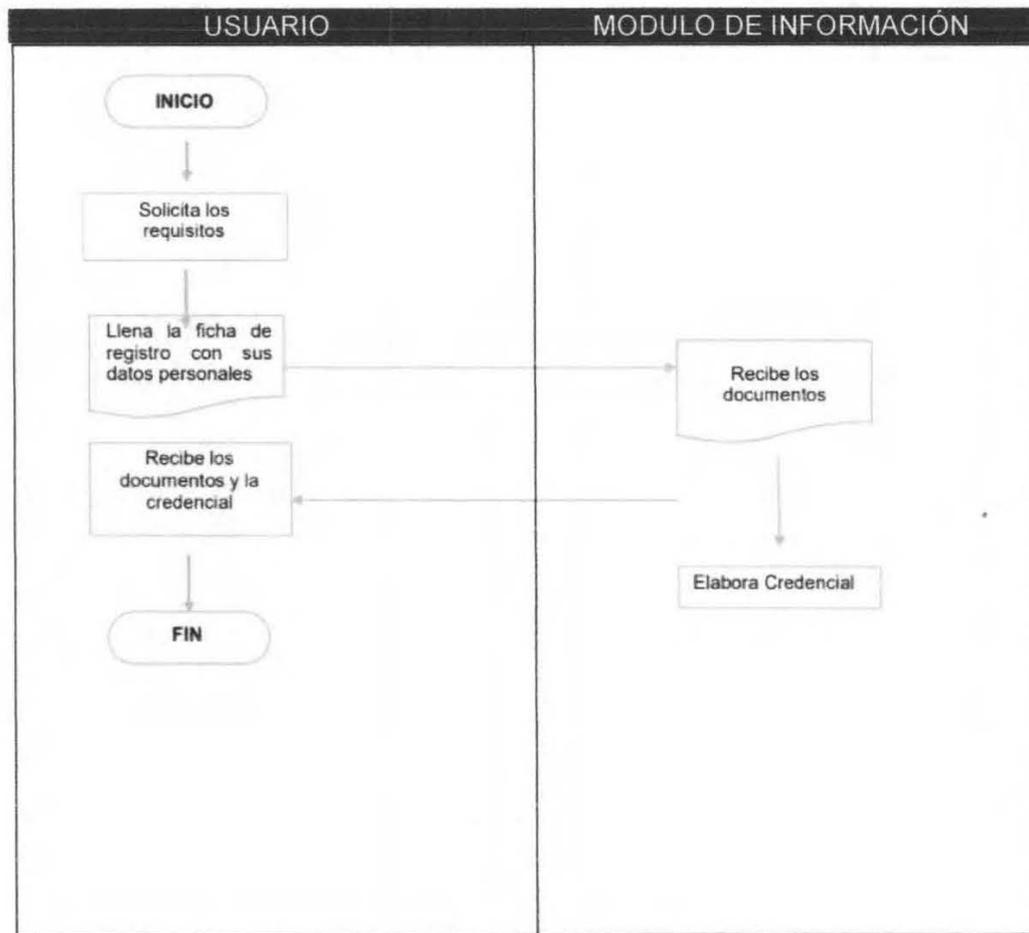 USUARIO
MODULO DE INFORMACIÓN
INICIO
Solicita los
requisitos
Llena la ficha de
registro con sus
datos personales
Recibe los
documentos
Recibe los
documentos y la
credencial
Elabora Credencial
FIN